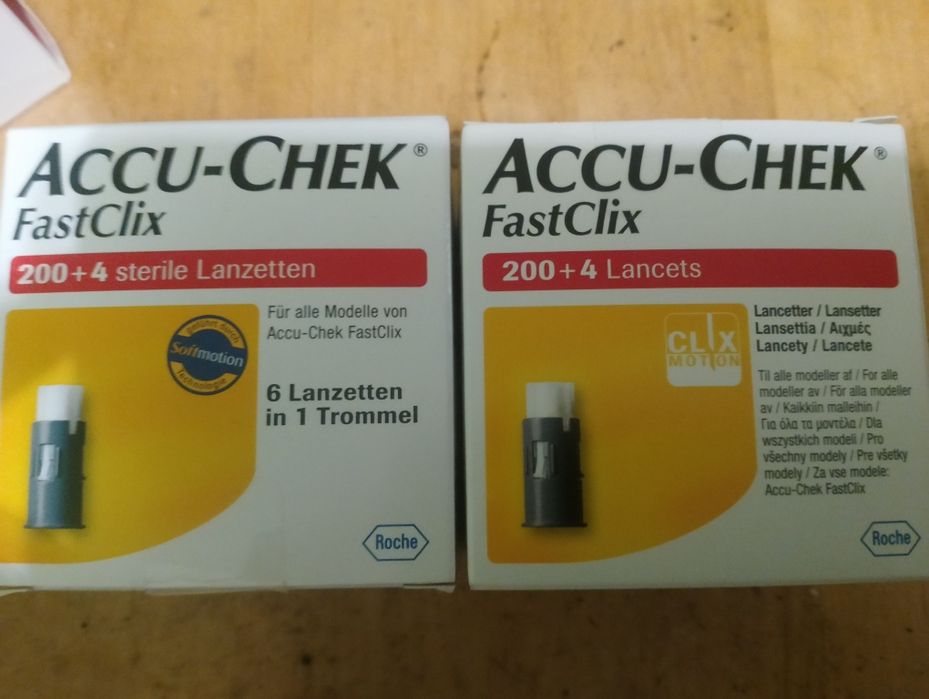 ACCU-CHEK®
FastClix
200+4 sterile Lanzetten
Für alle Modelle von
Accu-Chek FastClix
geführt durch
Softmotion
Technologie
6 Lanzetten
in 1 Trommel
Roche
ACCU-CHEK®
FastClix
200+4 Lancets
CLIX
MOTION
Lancetter / Lansetter
Lansettia / Αιχμές
Lancety / Lancete
Til alle modeller af / For alle
modeller av / För alla modeller
av / Kaikkiin malleihin /
Για όλα τα μοντέλα / Dla
wszystkich modeli / Pro
všechny modely / Pre všetky
modely / Za vse modele:
Accu-Chek FastClix
Roche